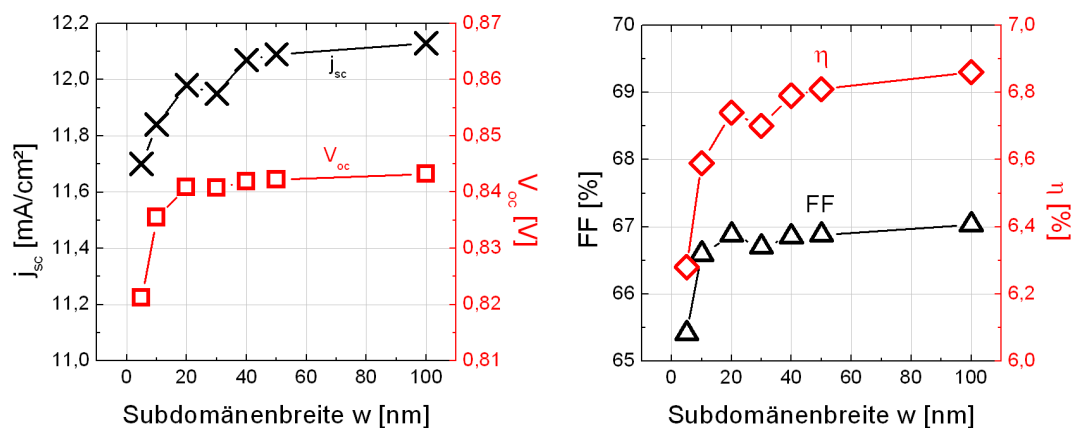 12,2
12,0
11,8
11,6
11,4
11,2
11,0
j_sc [mA/cm²]
0,87
0,86
0,85
0,84
0,83
0,82
0,81
V_oc [V]
j_sc
V_oc
0 20 40 60 80 100
Subdomänenbreite w [nm]
70
69
68
67
66
65
FF [%]
7,0
6,8
6,6
6,4
6,2
6,0
η [%]
η
FF
0 20 40 60 80 100
Subdomänenbreite w [nm]